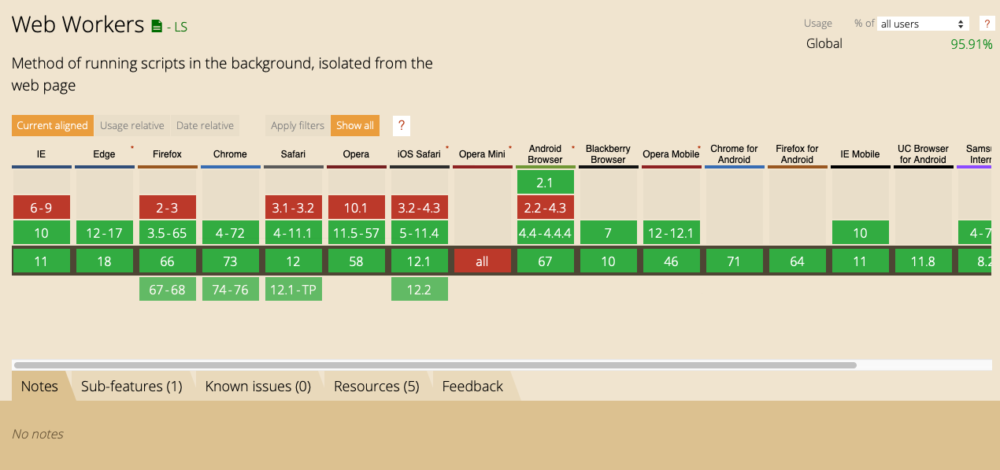 Web Workers - LS
Usage % of all users ?
Global 95.91%
Method of running scripts in the background, isolated from the
web page
Current aligned Usage relative Date relative Apply filters Show all ?
IE Edge * Firefox Chrome Safari Opera iOS Safari * Opera Mini * Android Browser * Blackberry Browser Opera Mobile * Chrome for Android Firefox for Android IE Mobile UC Browser for Android
2.1
6-9 2-3 3.1-3.2 10.1 3.2-4.3 2.2-4.3
10 12-17 3.5-65 4-72 4-11.1 11.5-57 5-11.4 4.4-4.4.4 7 12-12.1 10 4-7
11 18 66 73 12 58 12.1 all 67 10 46 71 64 11 11.8 8.2
67-68 74-76 12.1-TP 12.2
Notes Sub-features (1) Known issues (0) Resources (5) Feedback
No notes